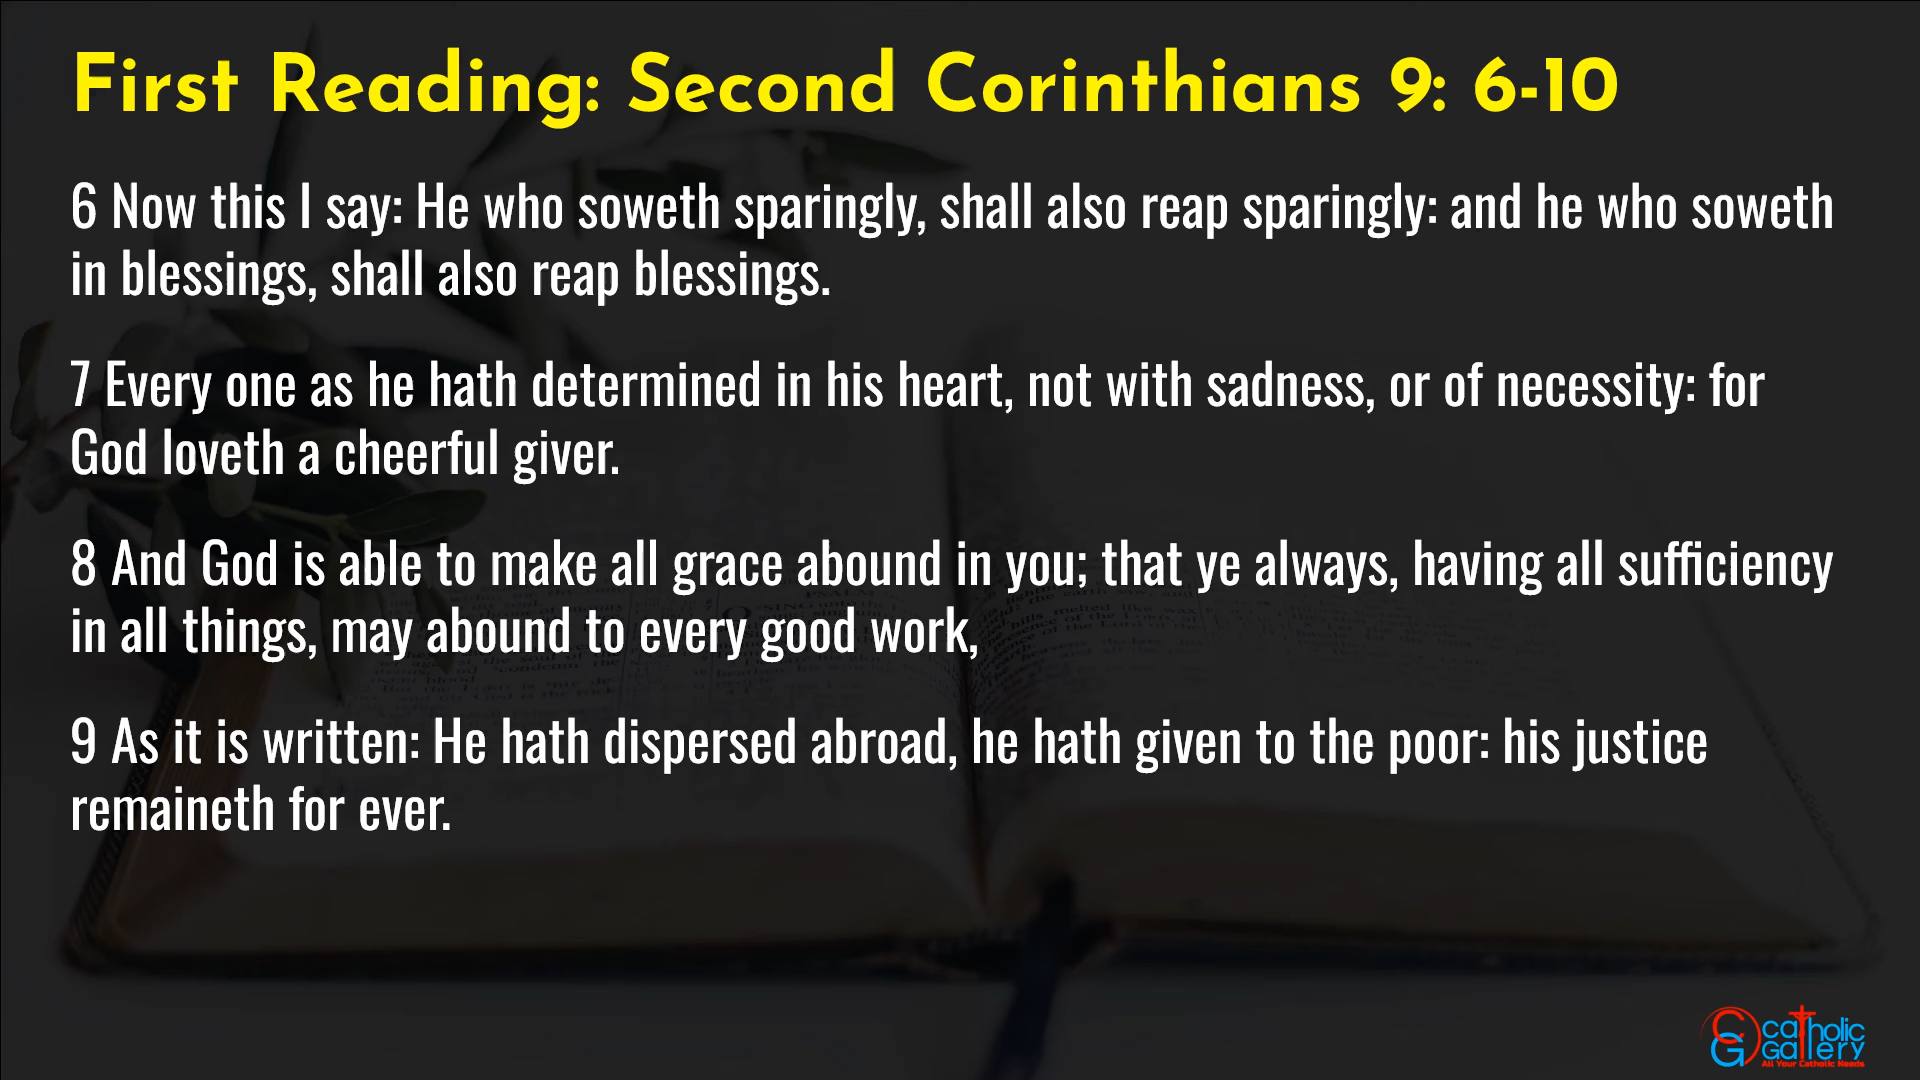 First Reading: Second Corinthians 9: 6-10
6 Now this I say: He who soweth sparingly, shall also reap sparingly: and he who soweth
in blessings, shall also reap blessings.
7 Every one as he hath determined in his heart, not with sadness, or of necessity: for
God loveth a cheerful giver.
8 And God is able to make all grace abound in you; that ye always, having all sufficiency
in all things, may abound to every good work,
9 As it is written: He hath dispersed abroad, he hath given to the poor: his justice
remaineth for ever.
CG catholic
Gallery
All Your Catholic Needs